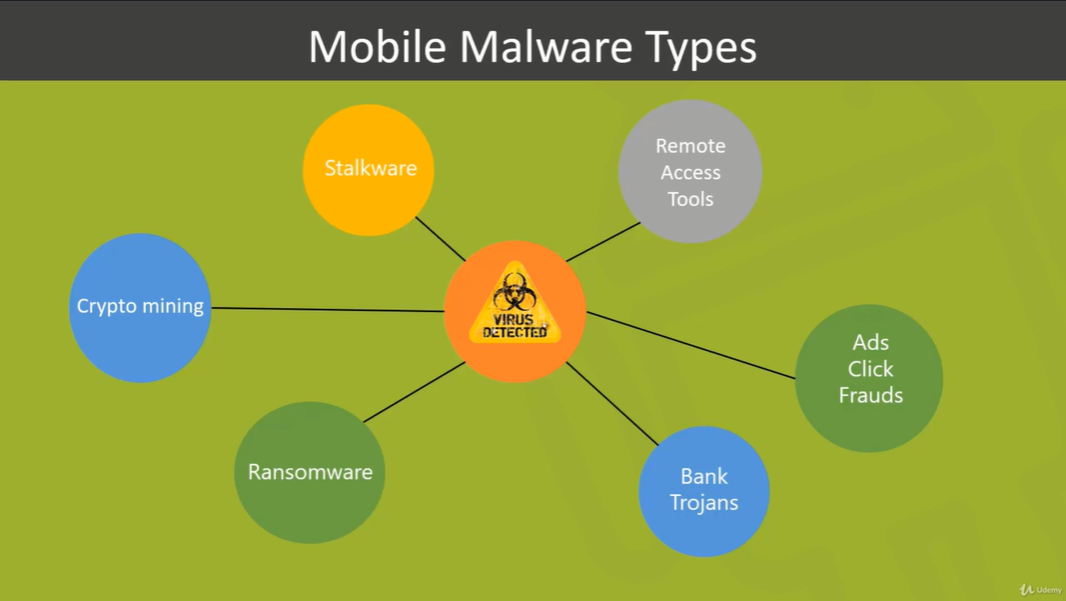 Mobile Malware Types
Stalkware
Remote
Access
Tools
Crypto mining
VIRUS
DETECTED
Ads
Click
Frauds
Ransomware
Bank
Trojans
Udemy